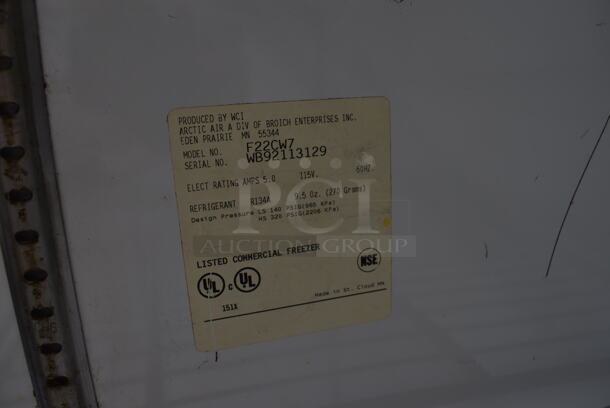 PRODUCED BY WCI
ARCTIC AIR A DIV OF BROICH ENTERPRISES INC.
EDEN PRAIRIE MN 55344
MODEL NO. F22CW7
SERIAL NO. WB92113129
ELECT RATING AMPS 5.0 115V. 60HZ.
REFRIGERANT R134A 9.5 Oz. (270 Grams)
Design Pressure LS 140 PSIG(965 KPa)
HS 320 PSIG(2206 KPa)
LISTED COMMERCIAL FREEZER
UL c UL NSF
Made in St. Cloud MN
151X
PCI
AUCTION GROUP